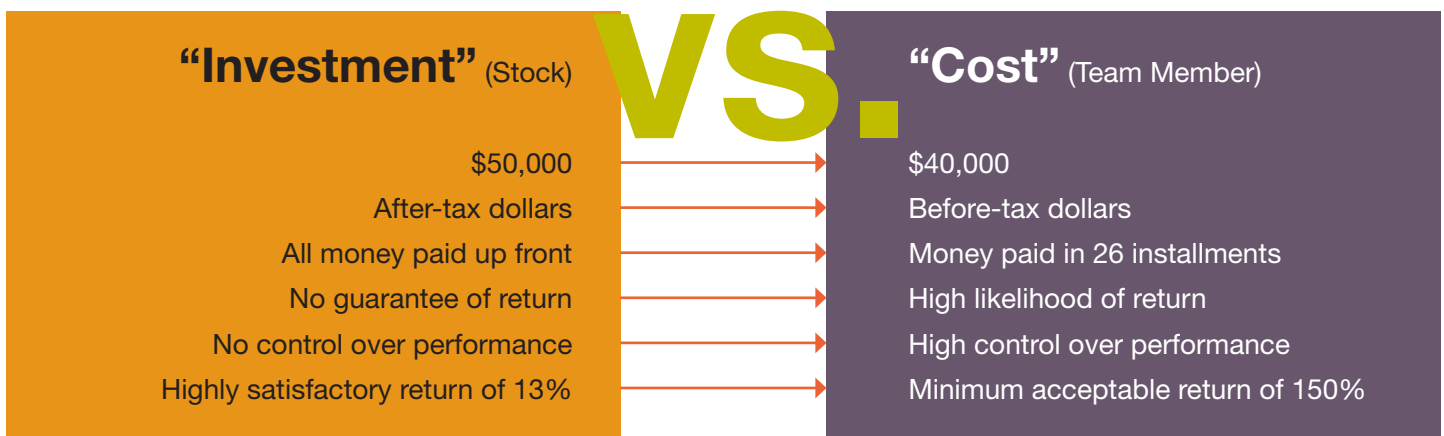 “Investment” (Stock)
vs.
“Cost” (Team Member)
$50,000
$40,000
After-tax dollars
Before-tax dollars
All money paid up front
Money paid in 26 installments
No guarantee of return
High likelihood of return
No control over performance
High control over performance
Highly satisfactory return of 13%
Minimum acceptable return of 150%